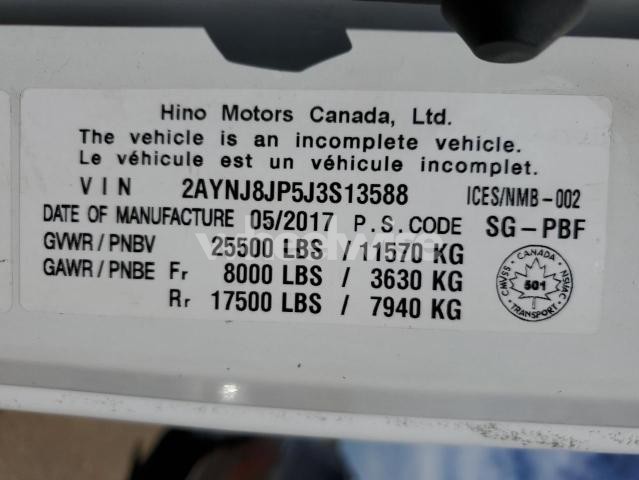 Hino Motors Canada, Ltd.
The vehicle is an incomplete vehicle.
Le véhicule est un véhicule incomplet.
VIN 2AYNJ8JP5J3S13588 ICES/NMB-002
DATE OF MANUFACTURE 05/2017 P.S.CODE SG-PBF
GVWR / PNBV 25500 LBS / 11570 KG
GAWR / PNBE Fr 8000 LBS / 3630 KG
Rr 17500 LBS / 7940 KG
CANADA
CMVSS NSVAC
501
TRANSPORT